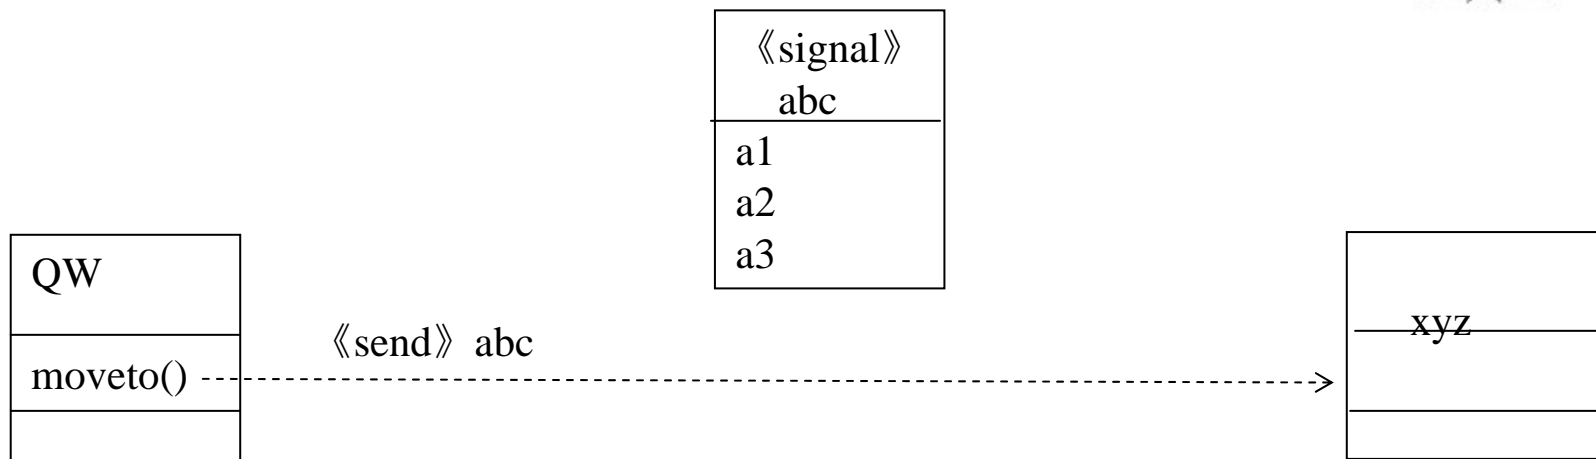 《signal》
abc
a1
a2
a3
QW
moveto()
《send》abc
xyz